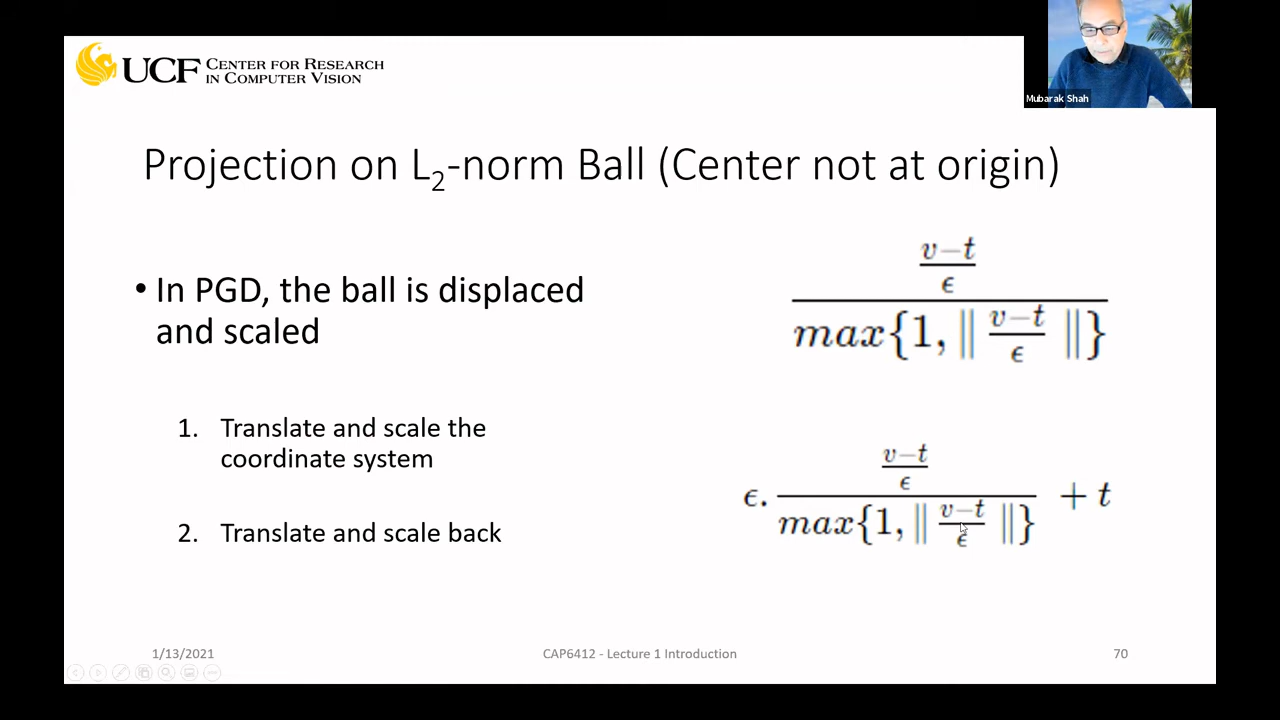 UCF CENTER FOR RESEARCH
IN COMPUTER VISION
Mubarak Shah
Projection on L₂-norm Ball (Center not at origin)
• In PGD, the ball is displaced
and scaled
1. Translate and scale the
coordinate system
2. Translate and scale back
v−t
ϵ
max{1, ‖ v−t ‖}
ϵ
v−t
ϵ
ϵ. + t
max{1, ‖ v−t ‖}
ϵ
1/13/2021
CAP6412 - Lecture 1 Introduction
70